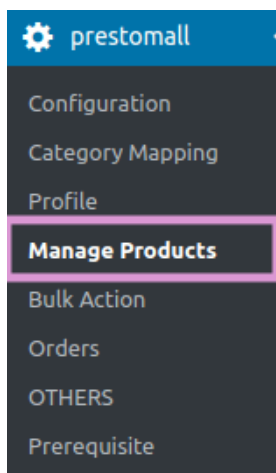 prestomall
Configuration
Category Mapping
Profile
Manage Products
Bulk Action
Orders
OTHERS
Prerequisite